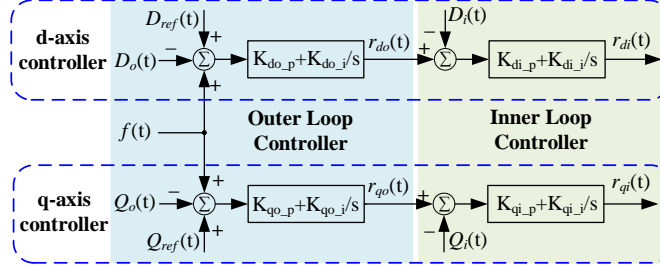 D_ref(t)
D_i(t)
d-axis
controller
+
−
D_o(t)
−
Σ
K_do_p+K_do_i/s
r_do(t)
+
Σ
K_di_p+K_di_i/s
r_di(t)
+
f(t)
Outer Loop
Controller
Inner Loop
Controller
q-axis
controller
+
Q_o(t)
−
Σ
K_qo_p+K_qo_i/s
r_qo(t)
+
Σ
K_qi_p+K_qi_i/s
r_qi(t)
+
−
Q_ref(t)
Q_i(t)